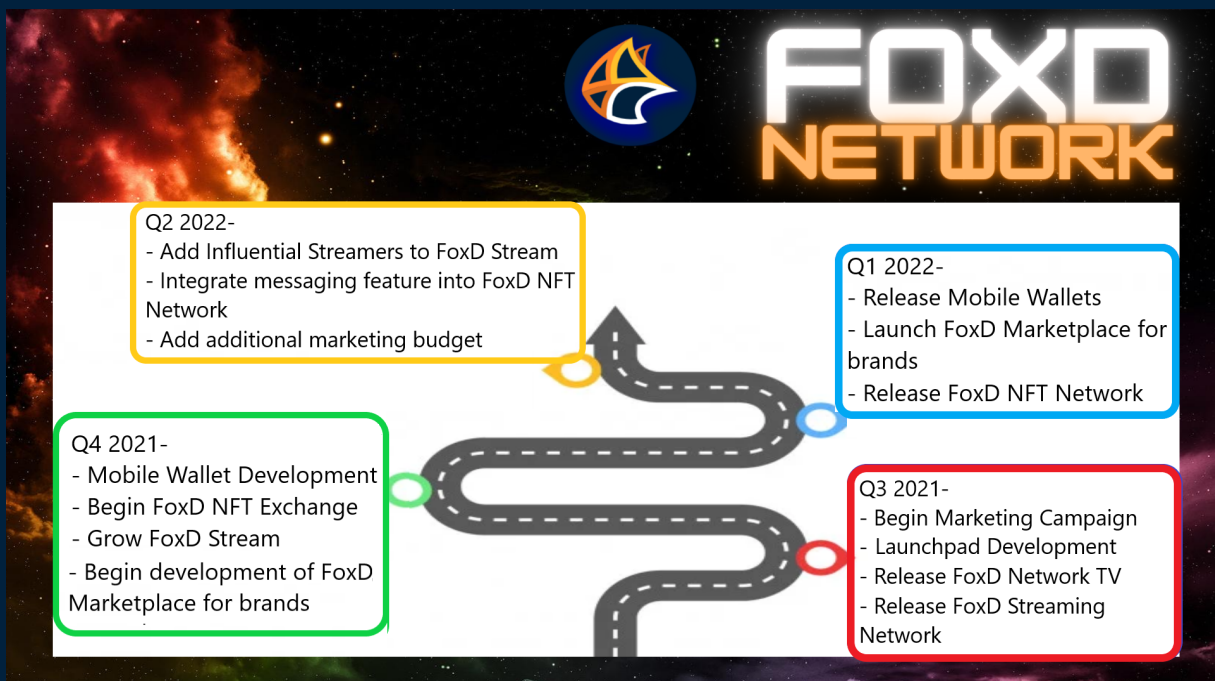 FOXD
NETWORK
Q2 2022-
- Add Influential Streamers to FoxD Stream
- Integrate messaging feature into FoxD NFT
Network
- Add additional marketing budget
Q1 2022-
- Release Mobile Wallets
- Launch FoxD Marketplace for
brands
- Release FoxD NFT Network
Q4 2021-
- Mobile Wallet Development
- Begin FoxD NFT Exchange
- Grow FoxD Stream
- Begin development of FoxD
Marketplace for brands
Q3 2021-
- Begin Marketing Campaign
- Launchpad Development
- Release FoxD Network TV
- Release FoxD Streaming
Network